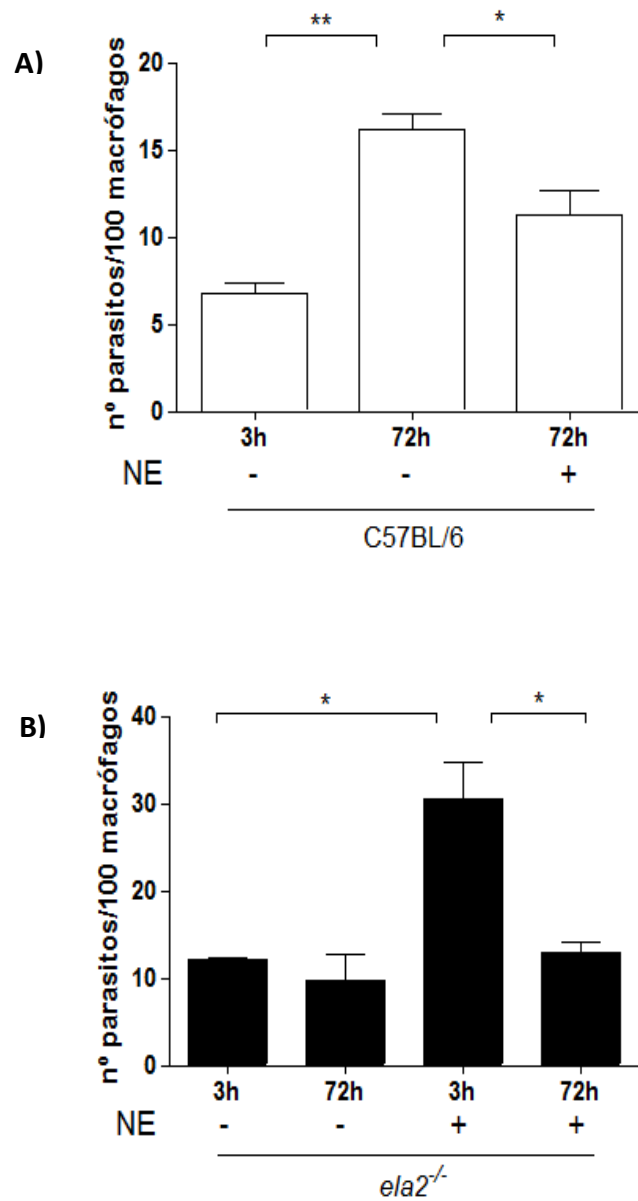 A)
** *
nº parasitos/100 macrófagos
20
15
10
5
0
3h 72h 72h
NE - - +
C57BL/6
B)
* *
nº parasitos/100 macrófagos
40
30
20
10
0
3h 72h 3h 72h
NE - - + +
ela2-/-